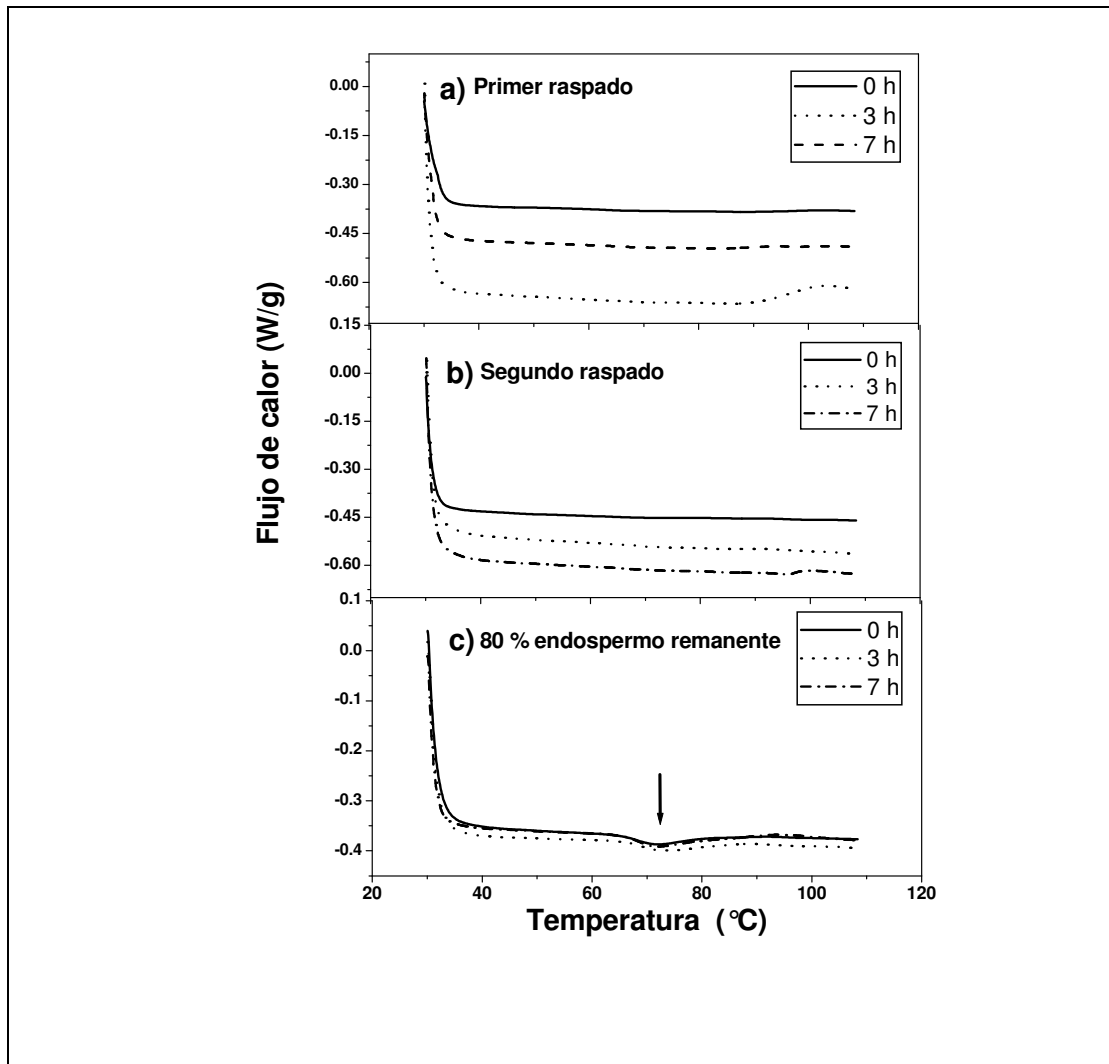 a) Primer raspado
0 h
3 h
7 h
0.00
-0.15
-0.30
-0.45
-0.60
b) Segundo raspado
0 h
3 h
7 h
0.15
0.00
-0.15
-0.30
-0.45
-0.60
c) 80 % endospermo remanente
0 h
3 h
7 h
0.1
0.0
-0.1
-0.2
-0.3
-0.4
20 40 60 80 100 120
Flujo de calor (W/g)
Temperatura (°C)